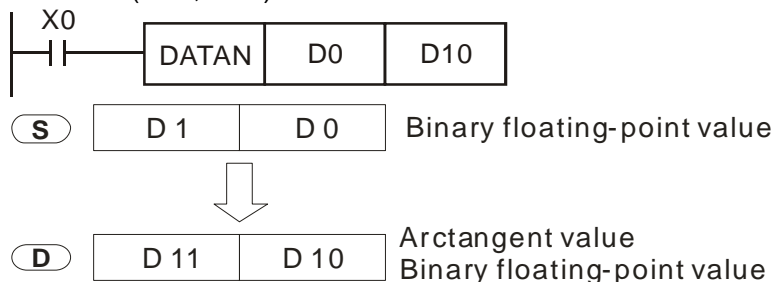 X0
DATAN D0 D10
S D 1 D 0 Binary floating-point value
D D 11 D 10 Arctangent value
Binary floating-point value